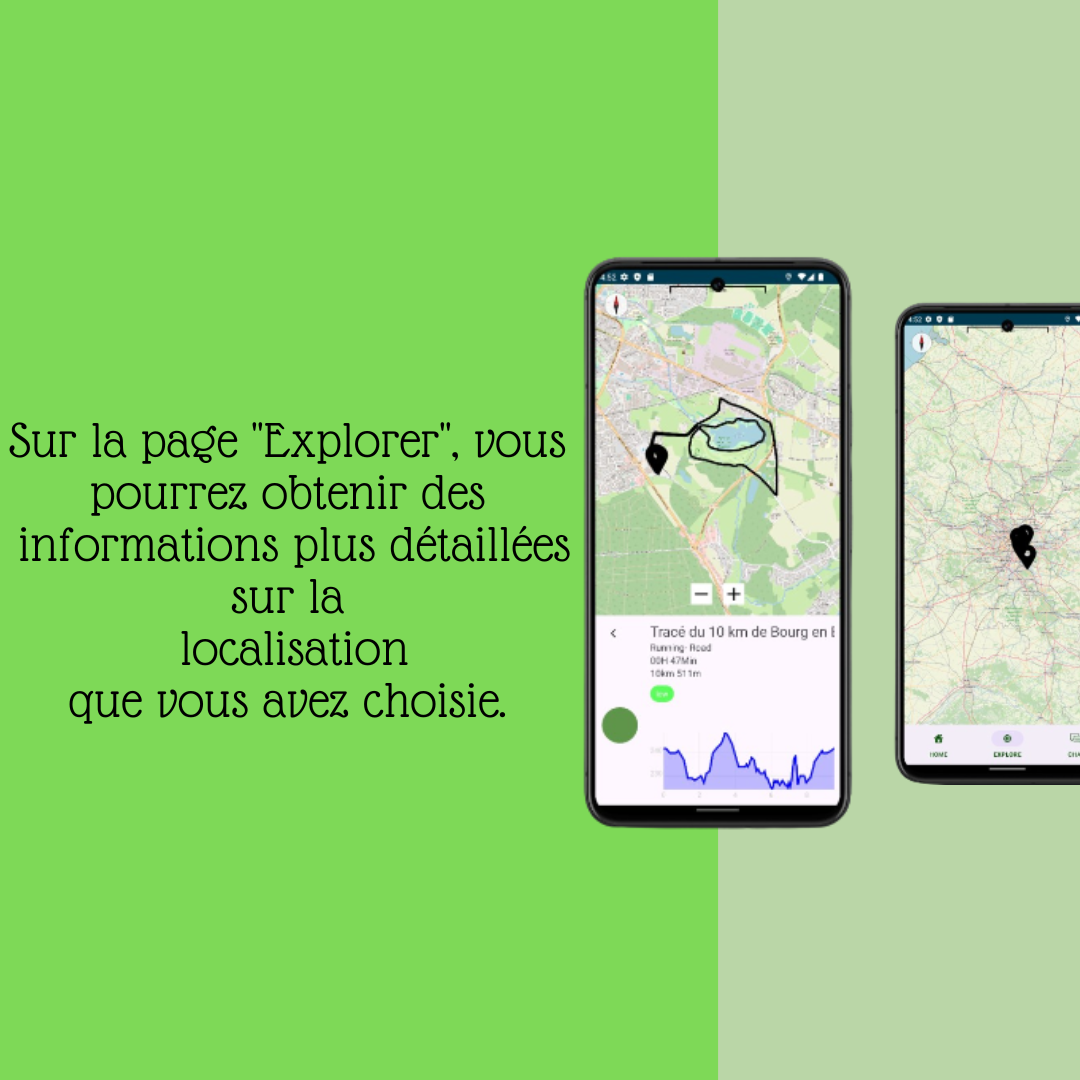 Sur la page "Explorer", vous
pourrez obtenir des
informations plus détaillées
sur la
localisation
que vous avez choisie.
4:53
Tracé du 10 km de Bourg en
Running- Road
00H 47Min
10km 511m
4:52
HOME
EXPLORE